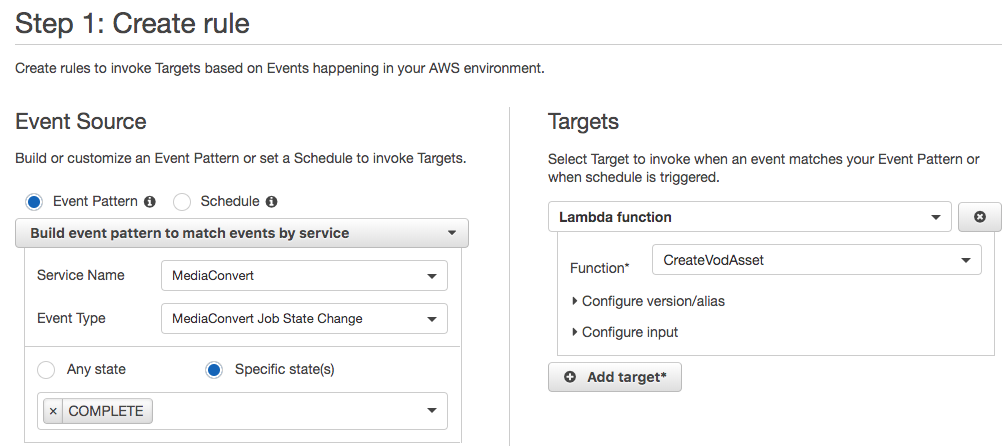 Step 1: Create rule
Create rules to invoke Targets based on Events happening in your AWS environment.
Event Source
Build or customize an Event Pattern or set a Schedule to invoke Targets.
Event Pattern
Schedule
Build event pattern to match events by service
Service Name
MediaConvert
Event Type
MediaConvert Job State Change
Any state
Specific state(s)
× COMPLETE
Targets
Select Target to invoke when an event matches your Event Pattern or
when schedule is triggered.
Lambda function
Function*
CreateVodAsset
Configure version/alias
Configure input
Add target*